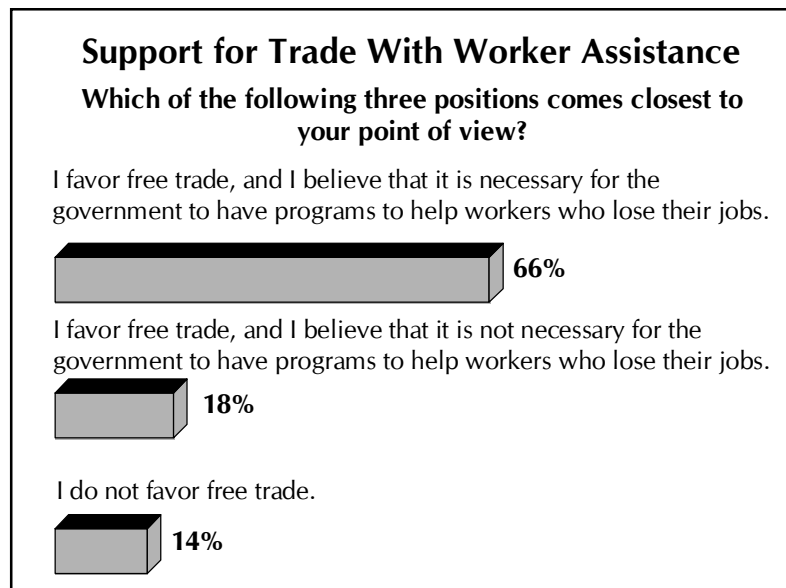 Support for Trade With Worker Assistance
Which of the following three positions comes closest to
your point of view?
I favor free trade, and I believe that it is necessary for the
government to have programs to help workers who lose their jobs.
66%
I favor free trade, and I believe that it is not necessary for the
government to have programs to help workers who lose their jobs.
18%
I do not favor free trade.
14%